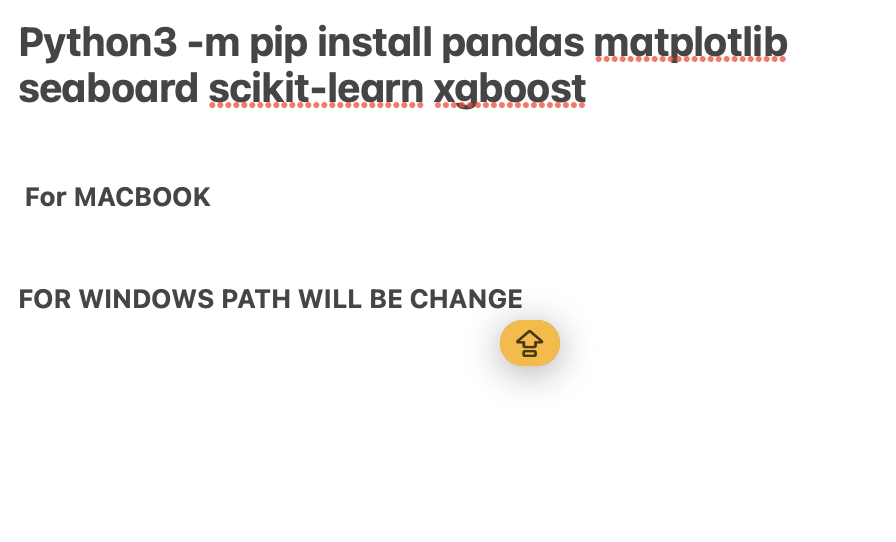 Python3 -m pip install pandas matplotlib
seaboard scikit-learn xgboost
For MACBOOK
FOR WINDOWS PATH WILL BE CHANGE